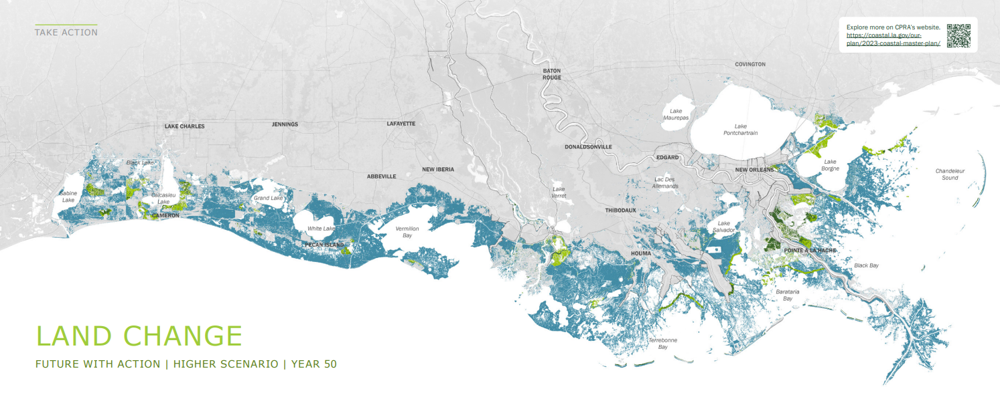 TAKE ACTION
Explore more on CPRA's website.
https://coastal.la.gov/our-
plan/2023-coastal-master-plan/
COVINGTON
BATON
ROUGE
Lake
Maurepas
Lake
Pontchartrain
LAKE CHARLES
JENNINGS
LAFAYETTE
DONALDSONVILLE
EDGARD
Black Lake
NEW IBERIA
ABBEVILLE
NEW ORLEANS
Lake
Borgne
Chandeleur
Sound
Sabine
Lake
Calcasieu
Lake
Grand Lake
Lac Des
Allemands
Lake
Verret
CAMERON
THIBODAUX
White Lake
Vermilion
Bay
Lake
Salvador
PECAN ISLAND
HOUMA
POINTE A LA HACHE
Black Bay
Barataria
Bay
Terrebonne
Bay
LAND CHANGE
FUTURE WITH ACTION | HIGHER SCENARIO | YEAR 50